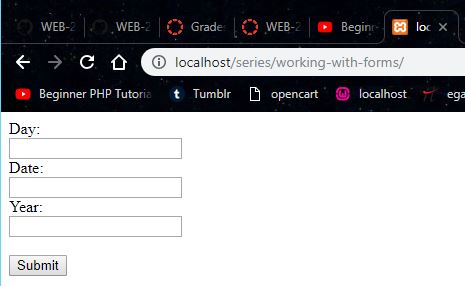 WEB-2 WEB-2 Grades WEB-2 Beginn loc
localhost/series/working-with-forms/
Beginner PHP Tutoria Tumblr opencart localhost ega
Day:
Date:
Year:
Submit